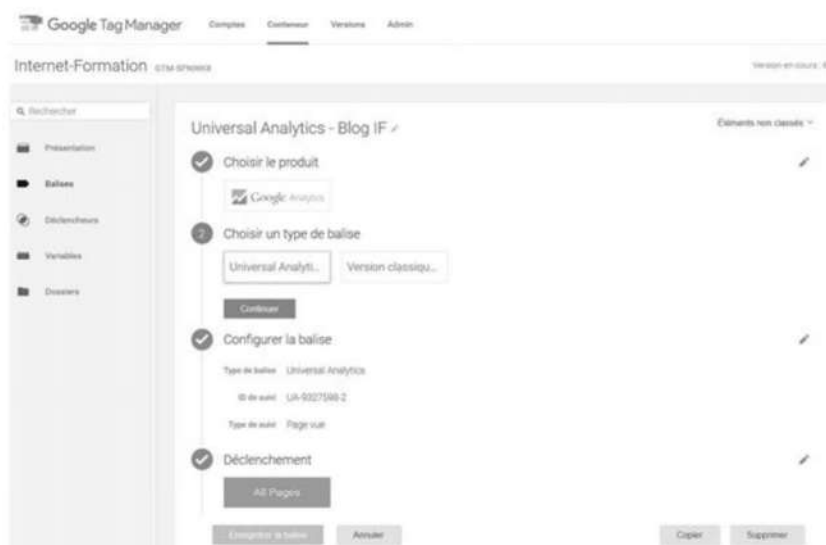 Google Tag Manager Comptes Conteneur Versions Admin
Internet-Formation
Version en cours :
Rechercher
Présentation
Balises
Déclencheurs
Variables
Dossiers
Universal Analytics - Blog IF
Éléments non classés
Choisir le produit
Google Analytics
2 Choisir un type de balise
Universal Analyti... Version classiqu...
Continuer
Configurer la balise
Type de balise Universal Analytics
ID de suivi UA-9327598-2
Type de suivi Page vue
Déclenchement
All Pages
Enregistrer la balise Annuler Copier Supprimer